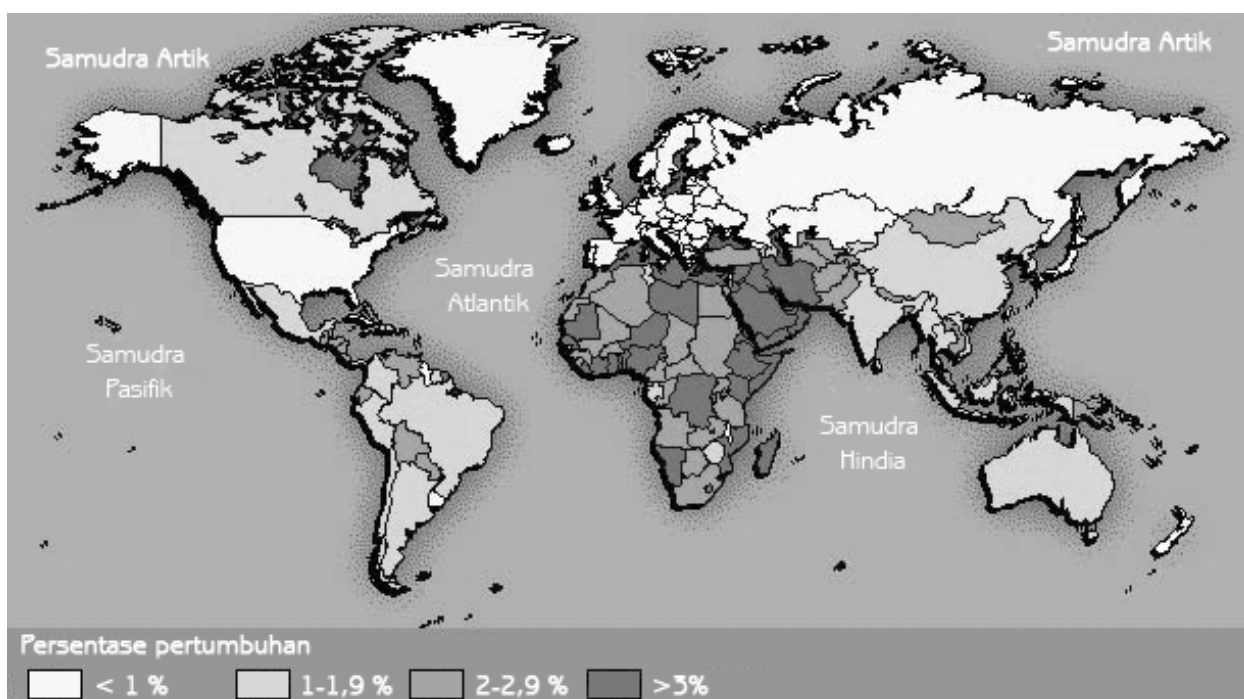 Samudra Artik
Samudra Artik
Samudra
Atlantik
Samudra
Pasifik
Samudra
Hindia
Persentase pertumbuhan
< 1 %
1-1,9 %
2-2,9 %
>3%